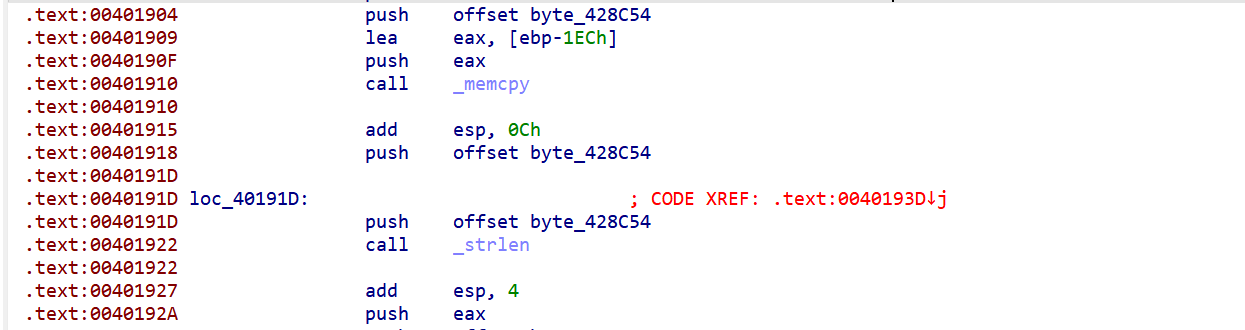 .text:00401904 push offset byte_428C54
.text:00401909 lea eax, [ebp-1ECh]
.text:0040190F push eax
.text:00401910 call _memcpy
.text:00401910
.text:00401915 add esp, 0Ch
.text:00401918 push offset byte_428C54
.text:0040191D
.text:0040191D loc_40191D: ; CODE XREF: .text:0040193D↓j
.text:0040191D push offset byte_428C54
.text:00401922 call _strlen
.text:00401922
.text:00401927 add esp, 4
.text:0040192A push eax